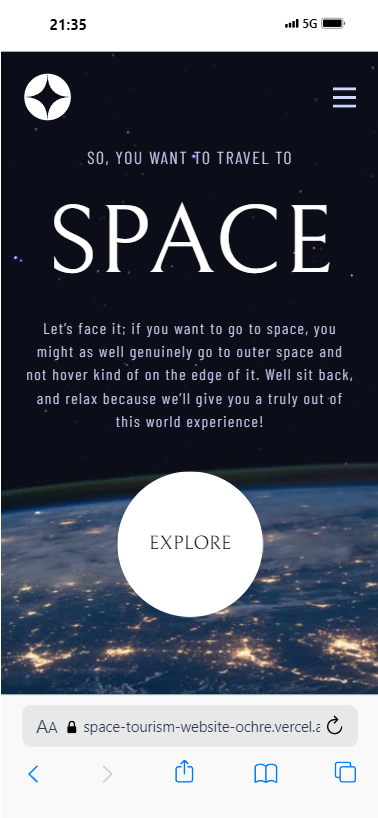 21:35
5G
SO, YOU WANT TO TRAVEL TO
SPACE
Let's face it; if you want to go to space, you
might as well genuinely go to outer space and
not hover kind of on the edge of it. Well sit back,
and relax because we'll give you a truly out of
this world experience!
EXPLORE
AA space-tourism-website-ochre.vercel.a